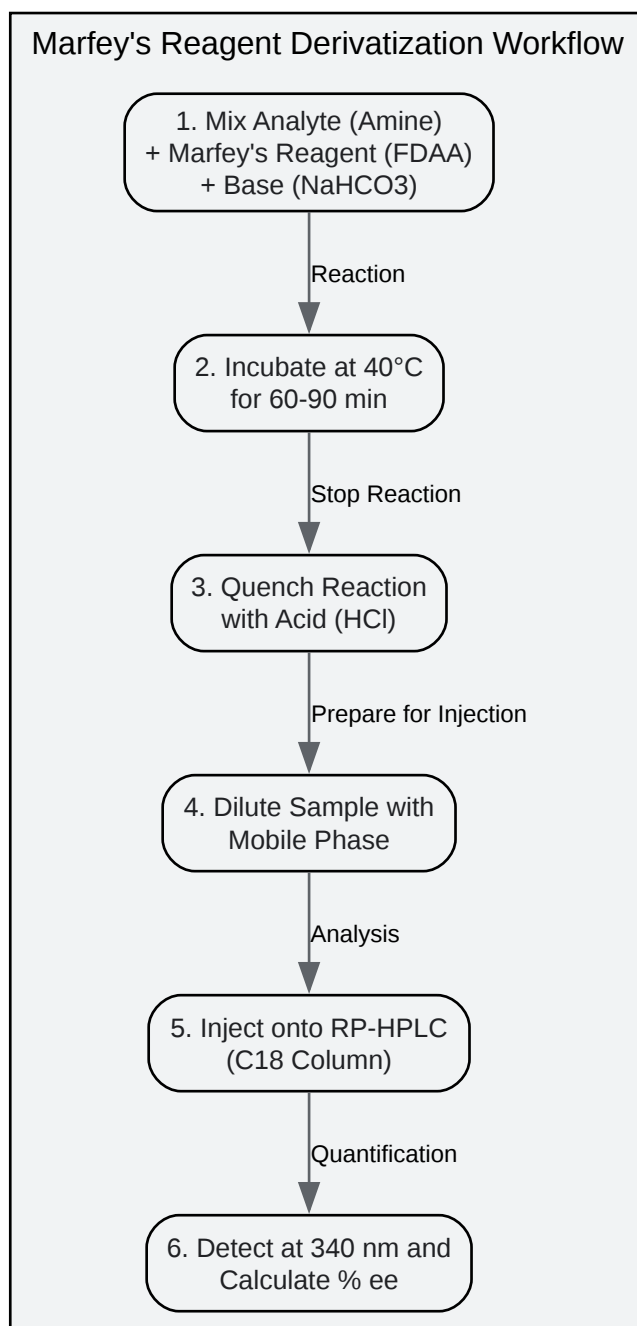 Marfey's Reagent Derivatization Workflow
1. Mix Analyte (Amine)
+ Marfey's Reagent (FDAA)
+ Base (NaHCO3)
Reaction
2. Incubate at 40°C
for 60-90 min
Stop Reaction
3. Quench Reaction
with Acid (HCl)
Prepare for Injection
4. Dilute Sample with
Mobile Phase
Analysis
5. Inject onto RP-HPLC
(C18 Column)
Quantification
6. Detect at 340 nm and
Calculate % ee